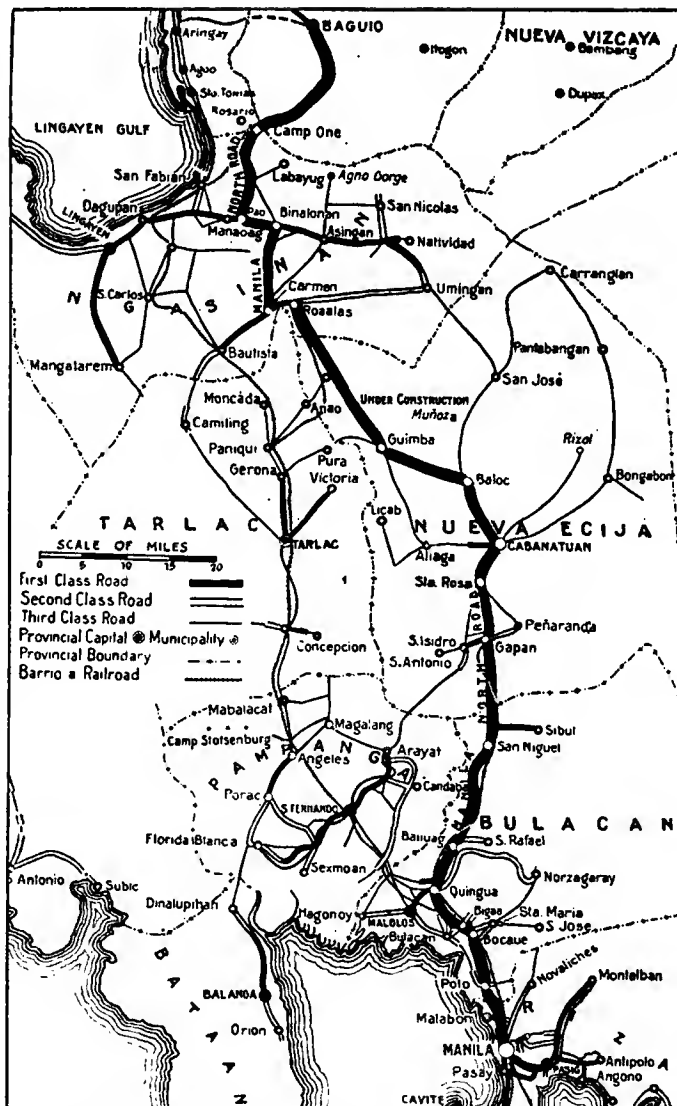 BAGUIO
Aringay
Itogon
NUEVA VIZCAYA
Bambang
Agoo
Sto. Tomas
Dupax
Rosario
LINGAYEN GULF
Camp One
NORTH ROAD
San Fabian
Labayug
Agno Gorge
Dagupan
San Nicolas
LINGAYEN
Manaoag
Pao
Binalonan
Asingan
Natividad
MANILA
S. Carlos
Carmen
Umingan
Carranglan
PANGASINAN
Rosales
Bautista
Pantabangan
Mangatarem
San José
UNDER CONSTRUCTION
Muñoz
Moncada
Anao
Camiling
Paniqui
Guimba
Rizal
Pura
Gerona
Victoria
Baloc
Bongabon
Licab
TARLAC
NUEVA ECIJA
SCALE OF MILES
0 5 10 15 20
TARLAC
Aliaga
CABANATUAN
First Class Road
Second Class Road
Third Class Road
Provincial Capital Municipality
Provincial Boundary
Barrio o Railroad
Sta. Rosa
Peñaranda
S. Isidro
Gapan
Concepcion
S. Antonio
MANILA NORTH ROAD
Mabalacat
Magalang
Sibul
Camp Stotsenburg
Arayat
San Miguel
Angeles
PAMPANGA
Candaba
Porac
S. FERNANDO
BULACAN
Baliuag
S. Rafael
Florida Blanca
Sexmoan
Antonio
Subic
Quingua
Norzagaray
Dinalupihan
Hagonoy
MALOLOS
Bigaa
Sta. Maria
Bulacan
S Jose
Bocaue
BATAAN
Polo
Novaliches
Montalban
BALANGA
Malabon
Orion
MANILA
PASIG
Antipolo
Pasay
Angono
CAVITE